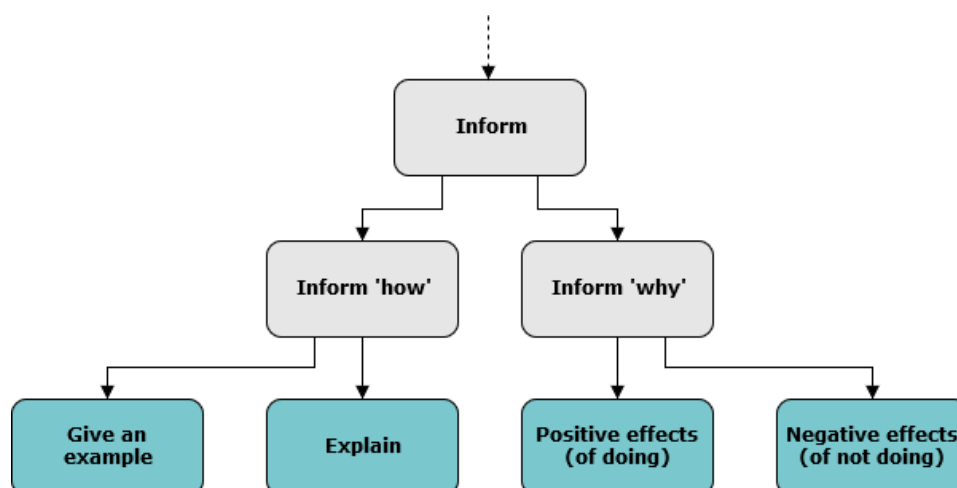 Inform
Inform 'how'
Inform 'why'
Give an
example
Explain
Positive effects
(of doing)
Negative effects
(of not doing)